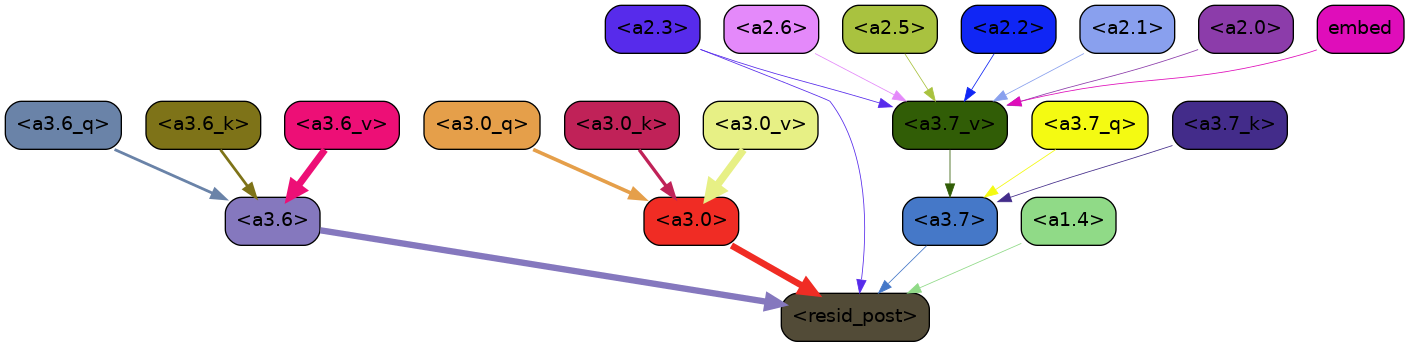 <a2.3> <a2.6> <a2.5> <a2.2> <a2.1> <a2.0> embed
<a3.6_q> <a3.6_k> <a3.6_v> <a3.0_q> <a3.0_k> <a3.0_v> <a3.7_v> <a3.7_q> <a3.7_k>
<a3.6> <a3.0> <a3.7> <a1.4>
<resid_post>